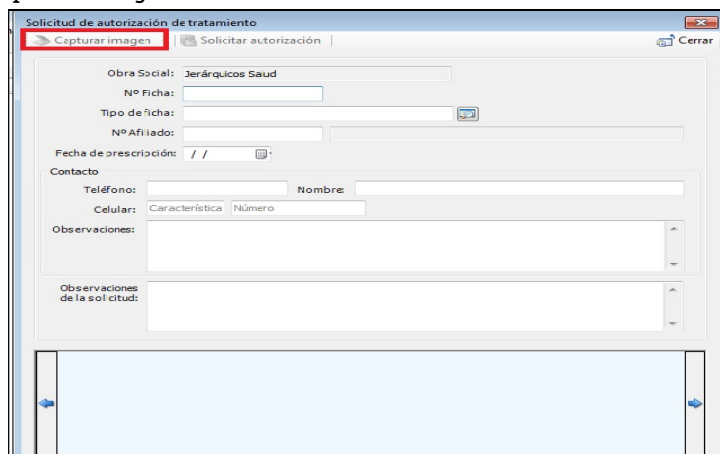 Solicitud de autorización de tratamiento
Capturar imagen | Solicitar autorización | Cerrar
Obra Social: Jerárquicos Saud
Nº Ficha:
Tipo de ficha:
Nº Afiliado:
Fecha de prescripción: / /
Contacto
Teléfono: Nombre:
Celular: Característica Número
Observaciones:
Observaciones
de la solicitud: